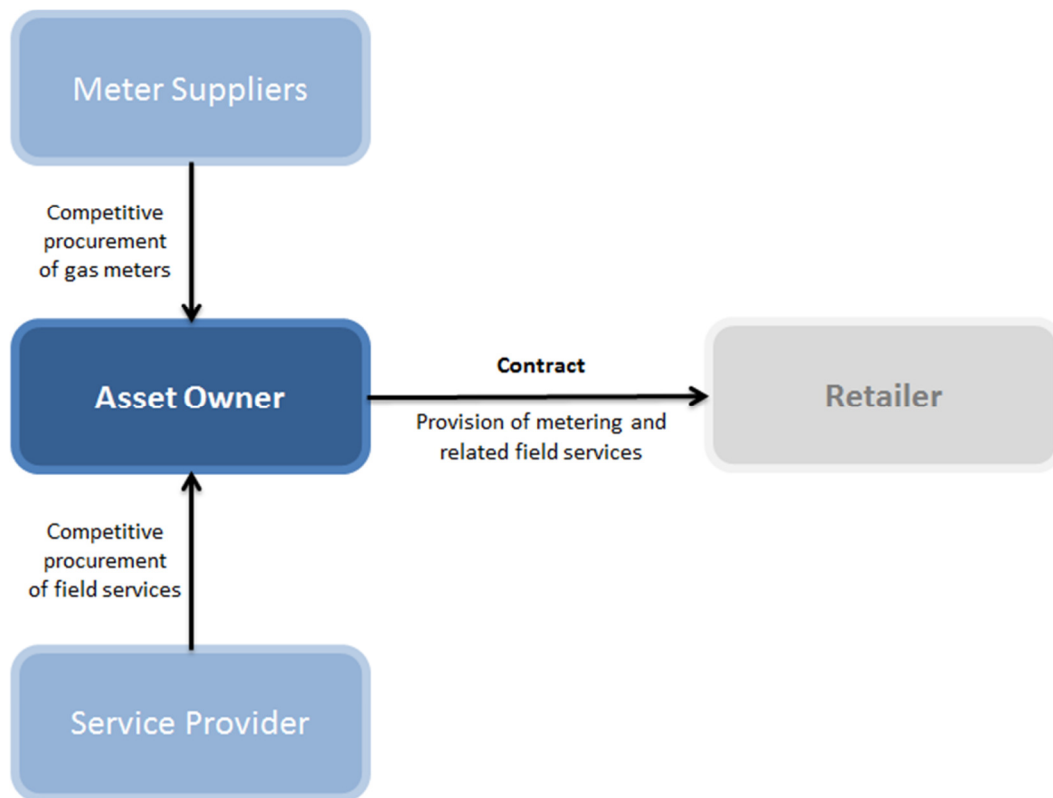 Meter Suppliers
Competitive
procurement
of gas meters
Asset Owner
Contract
Provision of metering and
related field services
Retailer
Competitive
procurement
of field services
Service Provider